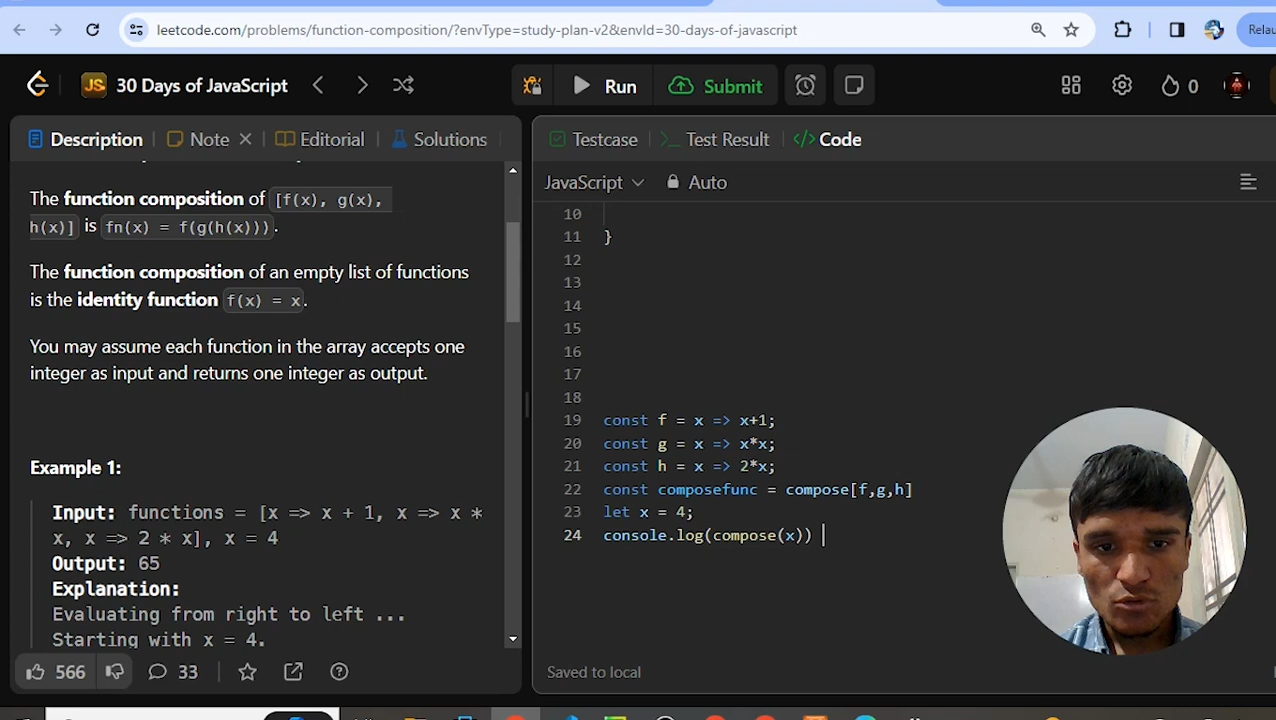 leetcode.com/problems/function-composition/?envType=study-plan-v2&envId=30-days-of-javascript
Relau
JS 30 Days of JavaScript
Run
Submit
0
Description
Note
Editorial
Solutions
The function composition of [f(x), g(x),
h(x)] is fn(x) = f(g(h(x))).
The function composition of an empty list of functions
is the identity function f(x) = x.
You may assume each function in the array accepts one
integer as input and returns one integer as output.
Example 1:
Input: functions = [x => x + 1, x => x *
x, x => 2 * x], x = 4
Output: 65
Explanation:
Evaluating from right to left ...
Starting with x = 4.
566
33
Testcase
Test Result
</> Code
JavaScript
Auto
10
11 }
12
13
14
15
16
17
18
19 const f = x => x+1;
20 const g = x => x*x;
21 const h = x => 2*x;
22 const composefunc = compose[f,g,h]
23 let x = 4;
24 console.log(compose(x))
Saved to local